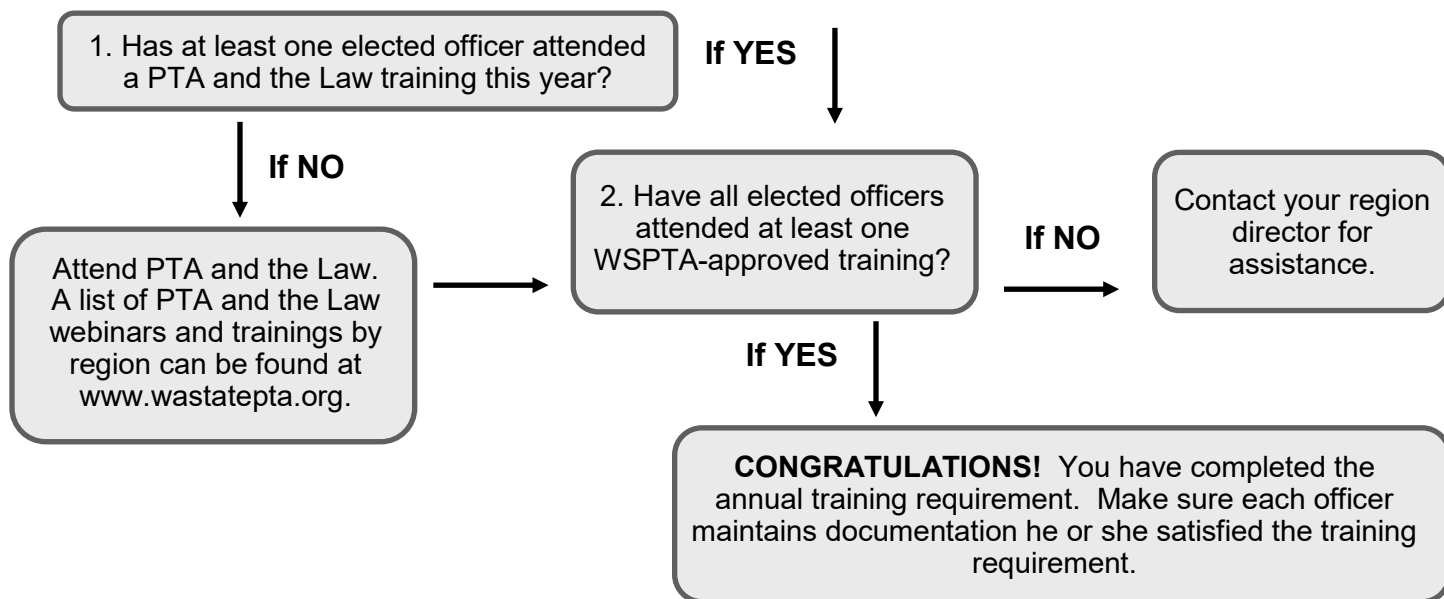 1. Has at least one elected officer attended
a PTA and the Law training this year?
If YES
If NO
Attend PTA and the Law.
A list of PTA and the Law
webinars and trainings by
region can be found at
www.wastatepta.org.
2. Have all elected officers
attended at least one
WSPTA-approved training?
If NO
Contact your region
director for
assistance.
If YES
CONGRATULATIONS!  You have completed the
annual training requirement.  Make sure each officer
maintains documentation he or she satisfied the training
requirement.